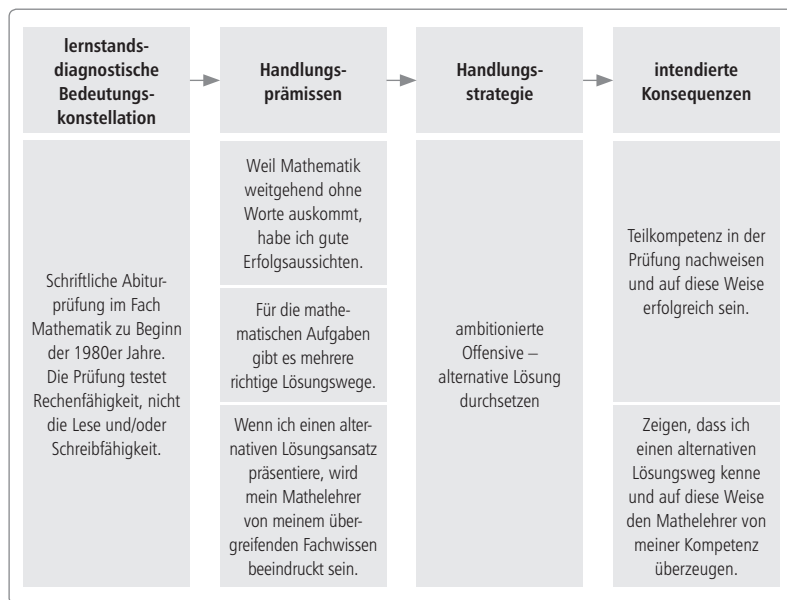 lernstands-
diagnostische
Bedeutungs-
konstellation
Handlungs-
prämissen
Handlungs-
strategie
intendierte
Konsequenzen
Schriftliche Abitur-
prüfung im Fach
Mathematik zu Beginn
der 1980er Jahre.
Die Prüfung testet
Rechenfähigkeit, nicht
die Lese und/oder
Schreibfähigkeit.
Weil Mathematik
weitgehend ohne
Worte auskommt,
habe ich gute
Erfolgsaussichten.
Für die mathe-
matischen Aufgaben
gibt es mehrere
richtige Lösungswege.
Wenn ich einen alter-
nativen Lösungsansatz
präsentiere, wird
mein Mathelehrer
von meinem über-
greifenden Fachwissen
beeindruckt sein.
ambitionierte
Offensive –
alternative Lösung
durchsetzen
Teilkompetenz in der
Prüfung nachweisen
und auf diese Weise
erfolgreich sein.
Zeigen, dass ich
einen alternativen
Lösungsweg kenne
und auf diese Weise
den Mathelehrer von
meiner Kompetenz
überzeugen.